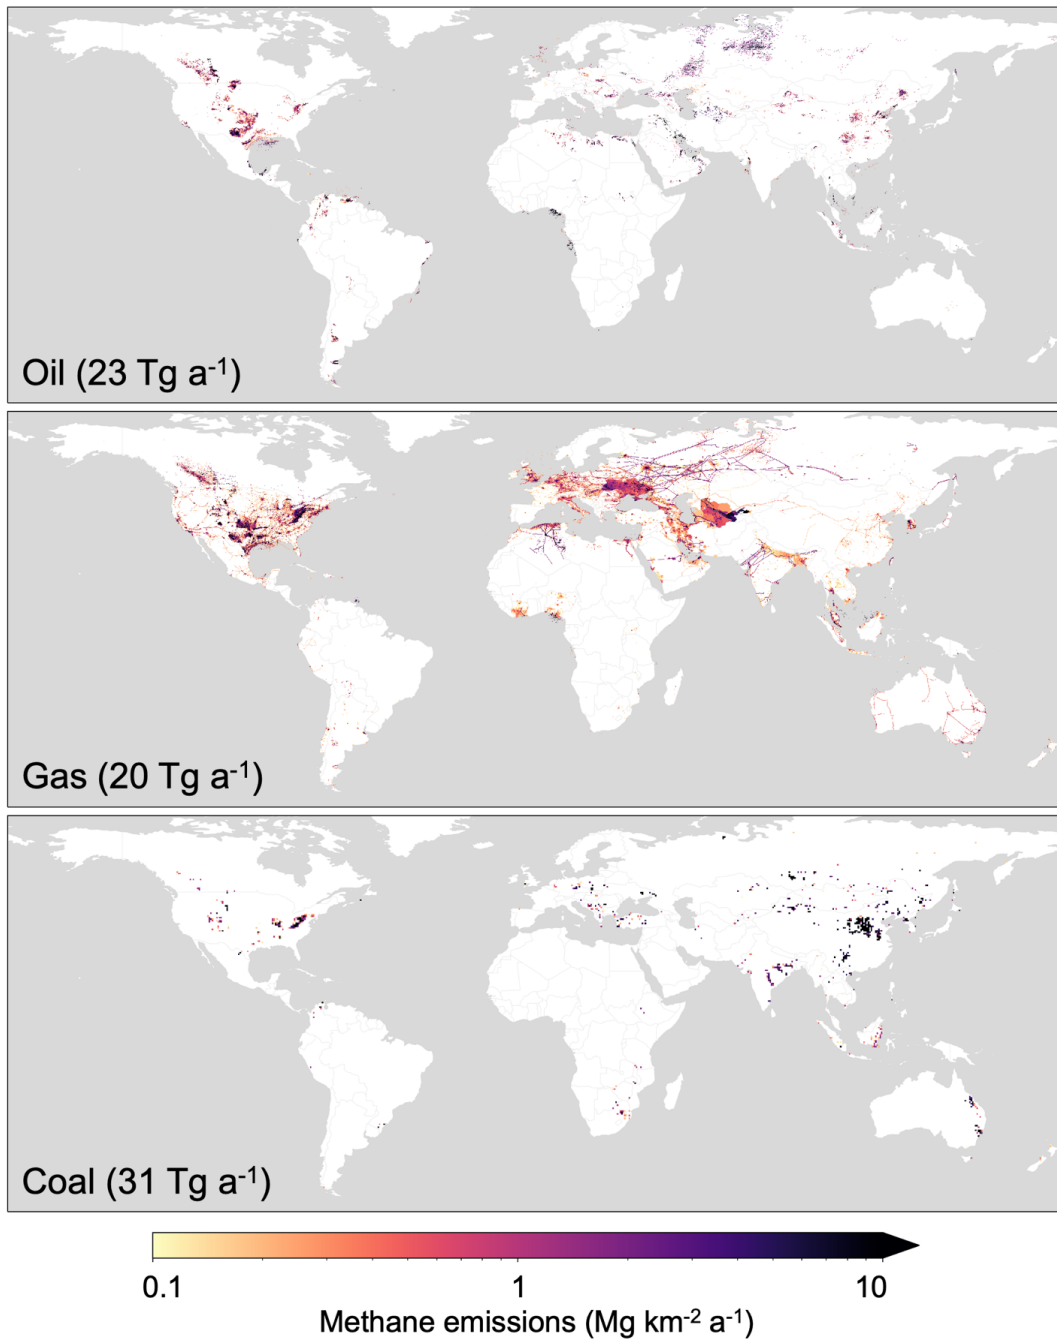 Oil (23 Tg a⁻¹)
Gas (20 Tg a⁻¹)
Coal (31 Tg a⁻¹)
0.1 1 10
Methane emissions (Mg km⁻² a⁻¹)